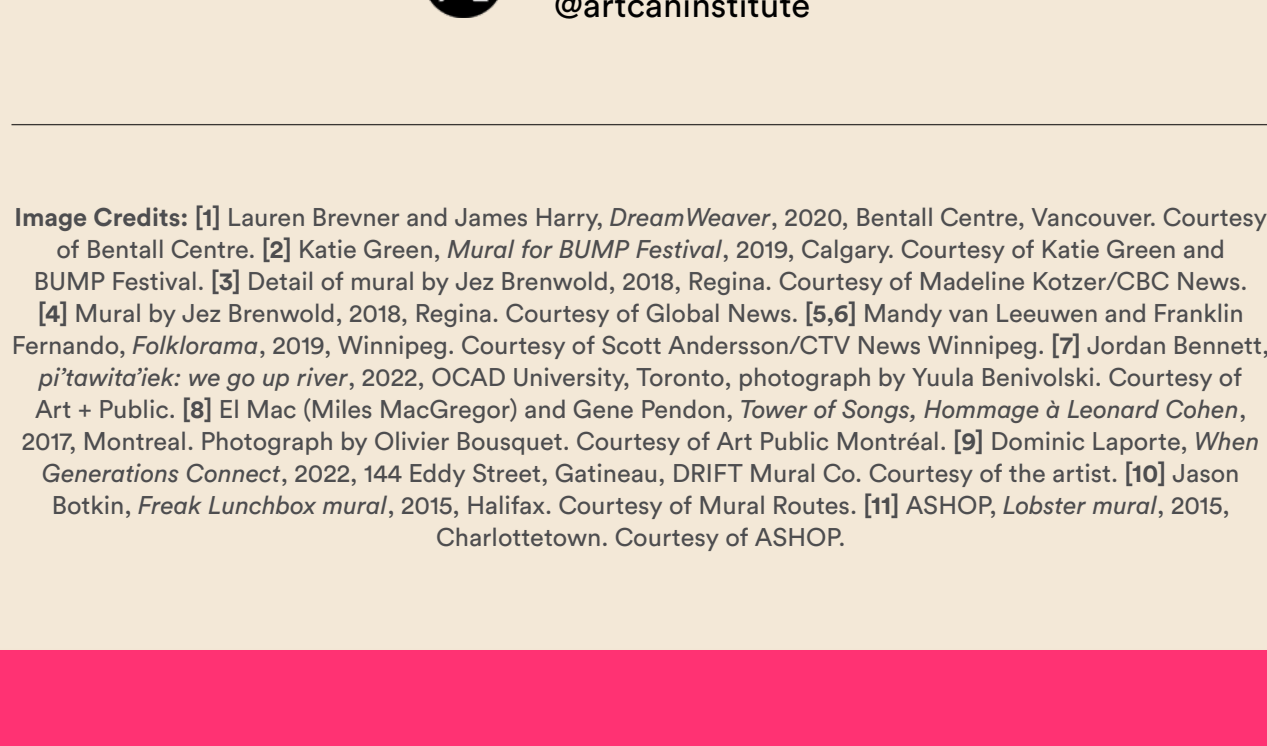 @artcaninstitute
Image Credits: [1] Lauren Brevner and James Harry, DreamWeaver, 2020, Bentall Centre, Vancouver. Courtesy
of Bentall Centre. [2] Katie Green, Mural for BUMP Festival, 2019, Calgary. Courtesy of Katie Green and
BUMP Festival. [3] Detail of mural by Jez Brenwold, 2018, Regina. Courtesy of Madeline Kotzer/CBC News.
[4] Mural by Jez Brenwold, 2018, Regina. Courtesy of Global News. [5,6] Mandy van Leeuwen and Franklin
Fernando, Folklorama, 2019, Winnipeg. Courtesy of Scott Andersson/CTV News Winnipeg. [7] Jordan Bennett,
pi’tawita’iek: we go up river, 2022, OCAD University, Toronto, photograph by Yuula Benivolski. Courtesy of
Art + Public. [8] El Mac (Miles MacGregor) and Gene Pendon, Tower of Songs, Hommage à Leonard Cohen,
2017, Montreal. Photograph by Olivier Bousquet. Courtesy of Art Public Montréal. [9] Dominic Laporte, When
Generations Connect, 2022, 144 Eddy Street, Gatineau, DRIFT Mural Co. Courtesy of the artist. [10] Jason
Botkin, Freak Lunchbox mural, 2015, Halifax. Courtesy of Mural Routes. [11] ASHOP, Lobster mural, 2015,
Charlottetown. Courtesy of ASHOP.